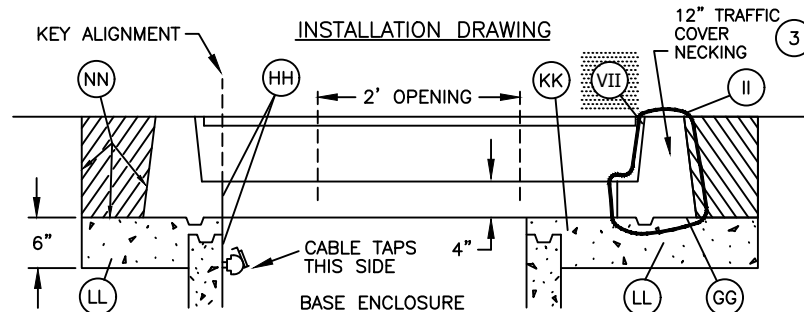 INSTALLATION DRAWING
KEY ALIGNMENT
12" TRAFFIC
COVER
NECKING
3
NN
HH
2' OPENING
KK
VII
II
6"
4"
CABLE TAPS
THIS SIDE
BASE ENCLOSURE
LL
LL
GG